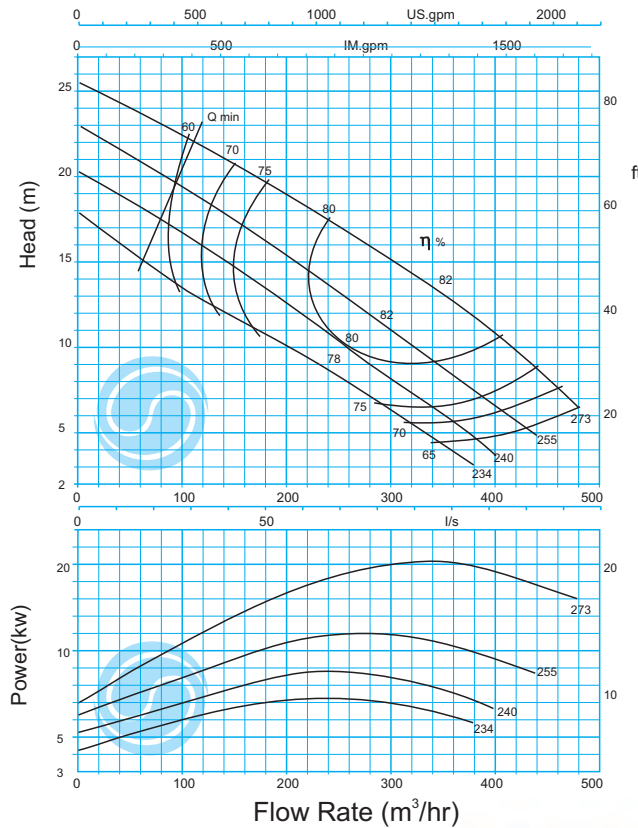 0 500 1000 US.gpm 2000
0 500 IM.gpm 1500
25 80
Q min
60
70
20 75
60
80
η %
Head (m)
15 82
82 40
10 80
78
75 20
5 70 273
65 255
240
2 234
0 100 200 300 400 500
0 50 l/s
20 20
273
10
255
10
240
5 234
3
Power(kw)
0 100 200 300 400 500
Flow Rate (m³/hr)